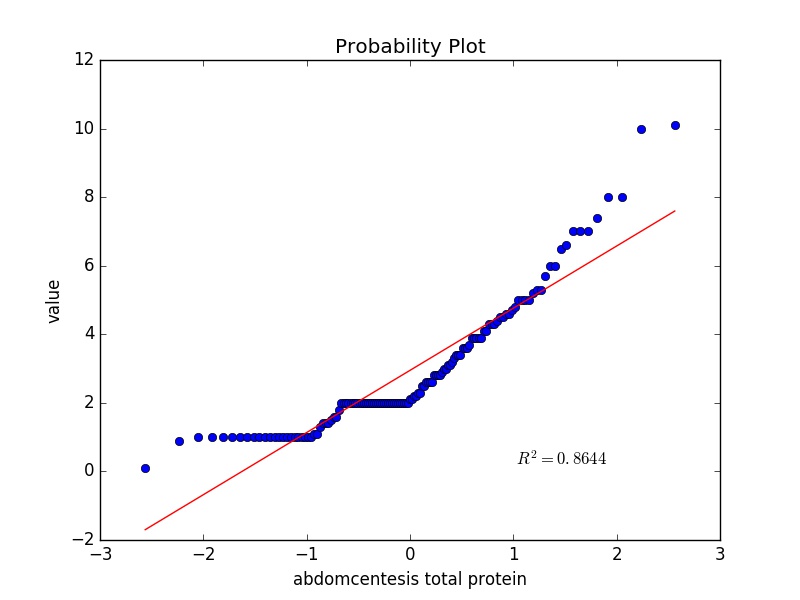 Probability Plot
12
10
8
6
4
2
0
−2
value
R² = 0.8644
−3 −2 −1 0 1 2 3
abdomcentesis total protein